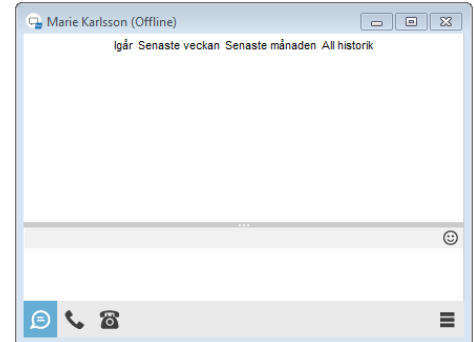 Marie Karlsson (Offline)
Igår Senaste veckan Senaste månaden All historik